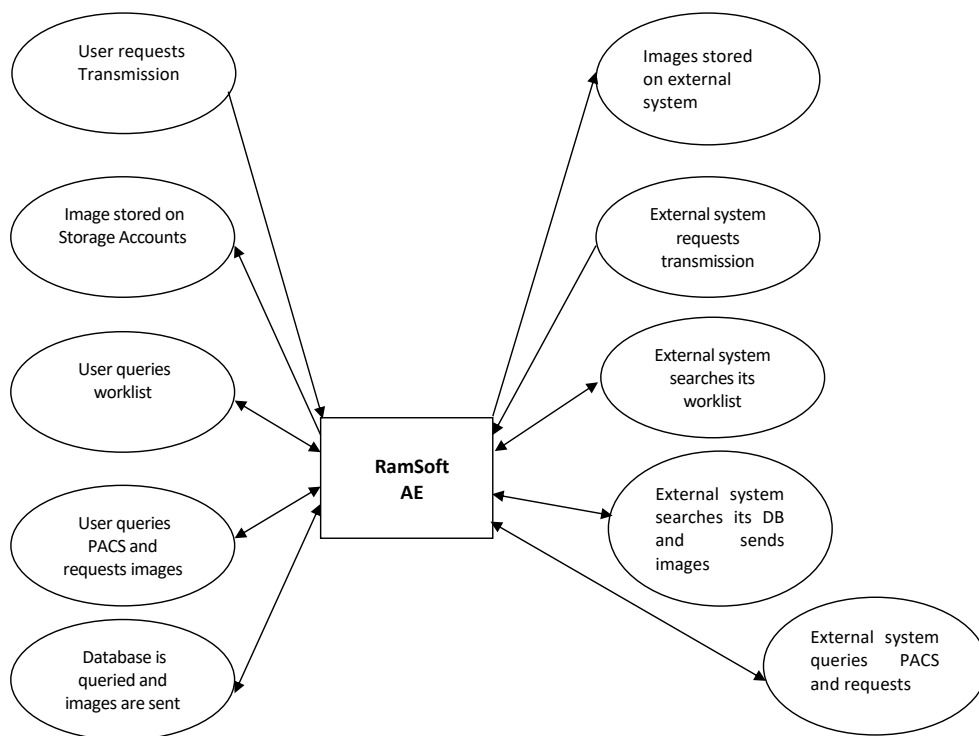 User requests
Transmission
Image stored on
Storage Accounts
User queries
worklist
User queries
PACS and
requests images
Database is
queried and
images are sent
RamSoft
AE
Images stored
on external
system
External system
requests
transmission
External system
searches its
worklist
External system
searches its DB
and sends
images
External system
queries PACS
and requests